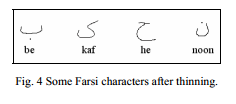 ب ک ح ن
be kaf he noon
Fig. 4 Some Farsi characters after thinning.